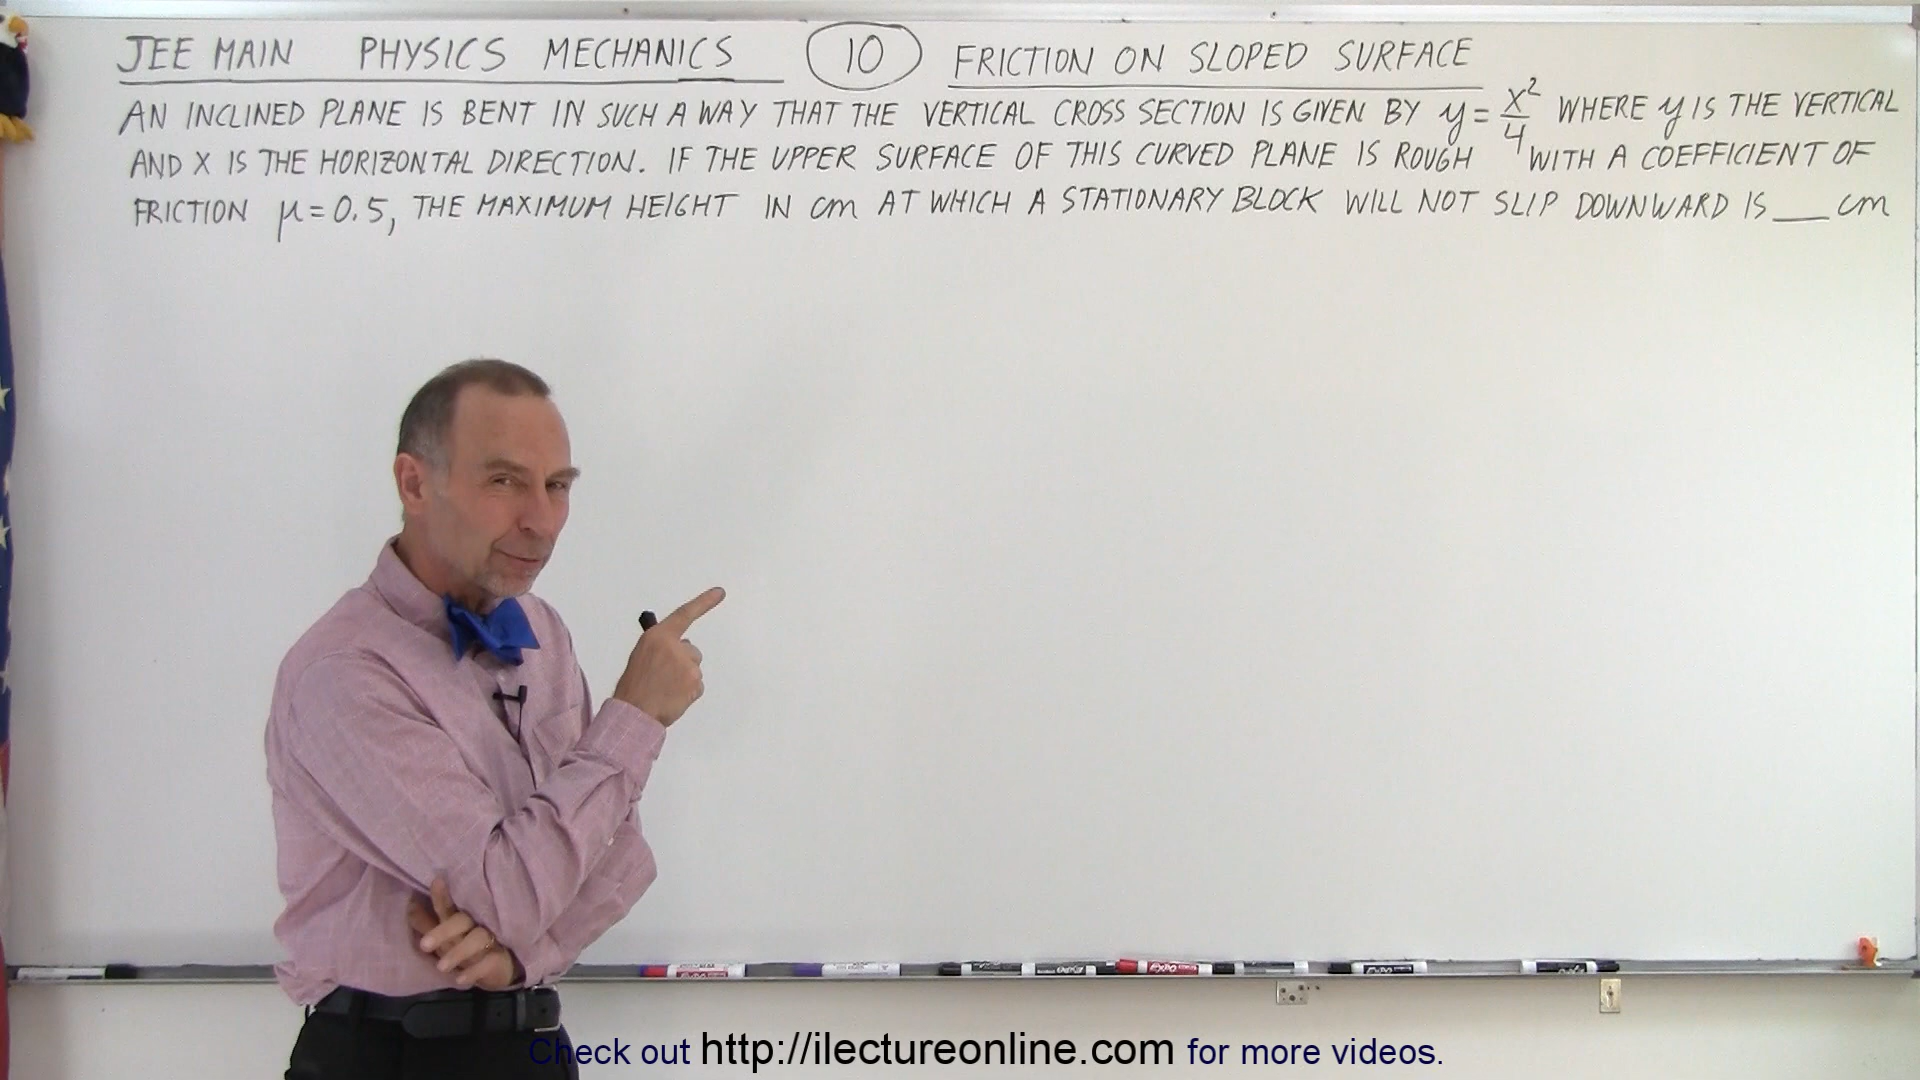 JEE MAIN PHYSICS MECHANICS 10 FRICTION ON SLOPED SURFACE
AN INCLINED PLANE IS BENT IN SUCH A WAY THAT THE VERTICAL CROSS SECTION IS GIVEN BY y = x²/4 WHERE y IS THE VERTICAL
AND X IS THE HORIZONTAL DIRECTION. IF THE UPPER SURFACE OF THIS CURVED PLANE IS ROUGH WITH A COEFFICIENT OF
FRICTION μ = 0.5, THE MAXIMUM HEIGHT IN cm AT WHICH A STATIONARY BLOCK WILL NOT SLIP DOWNWARD IS ___ cm
EXPO
Check out http://ilectureonline.com for more videos.